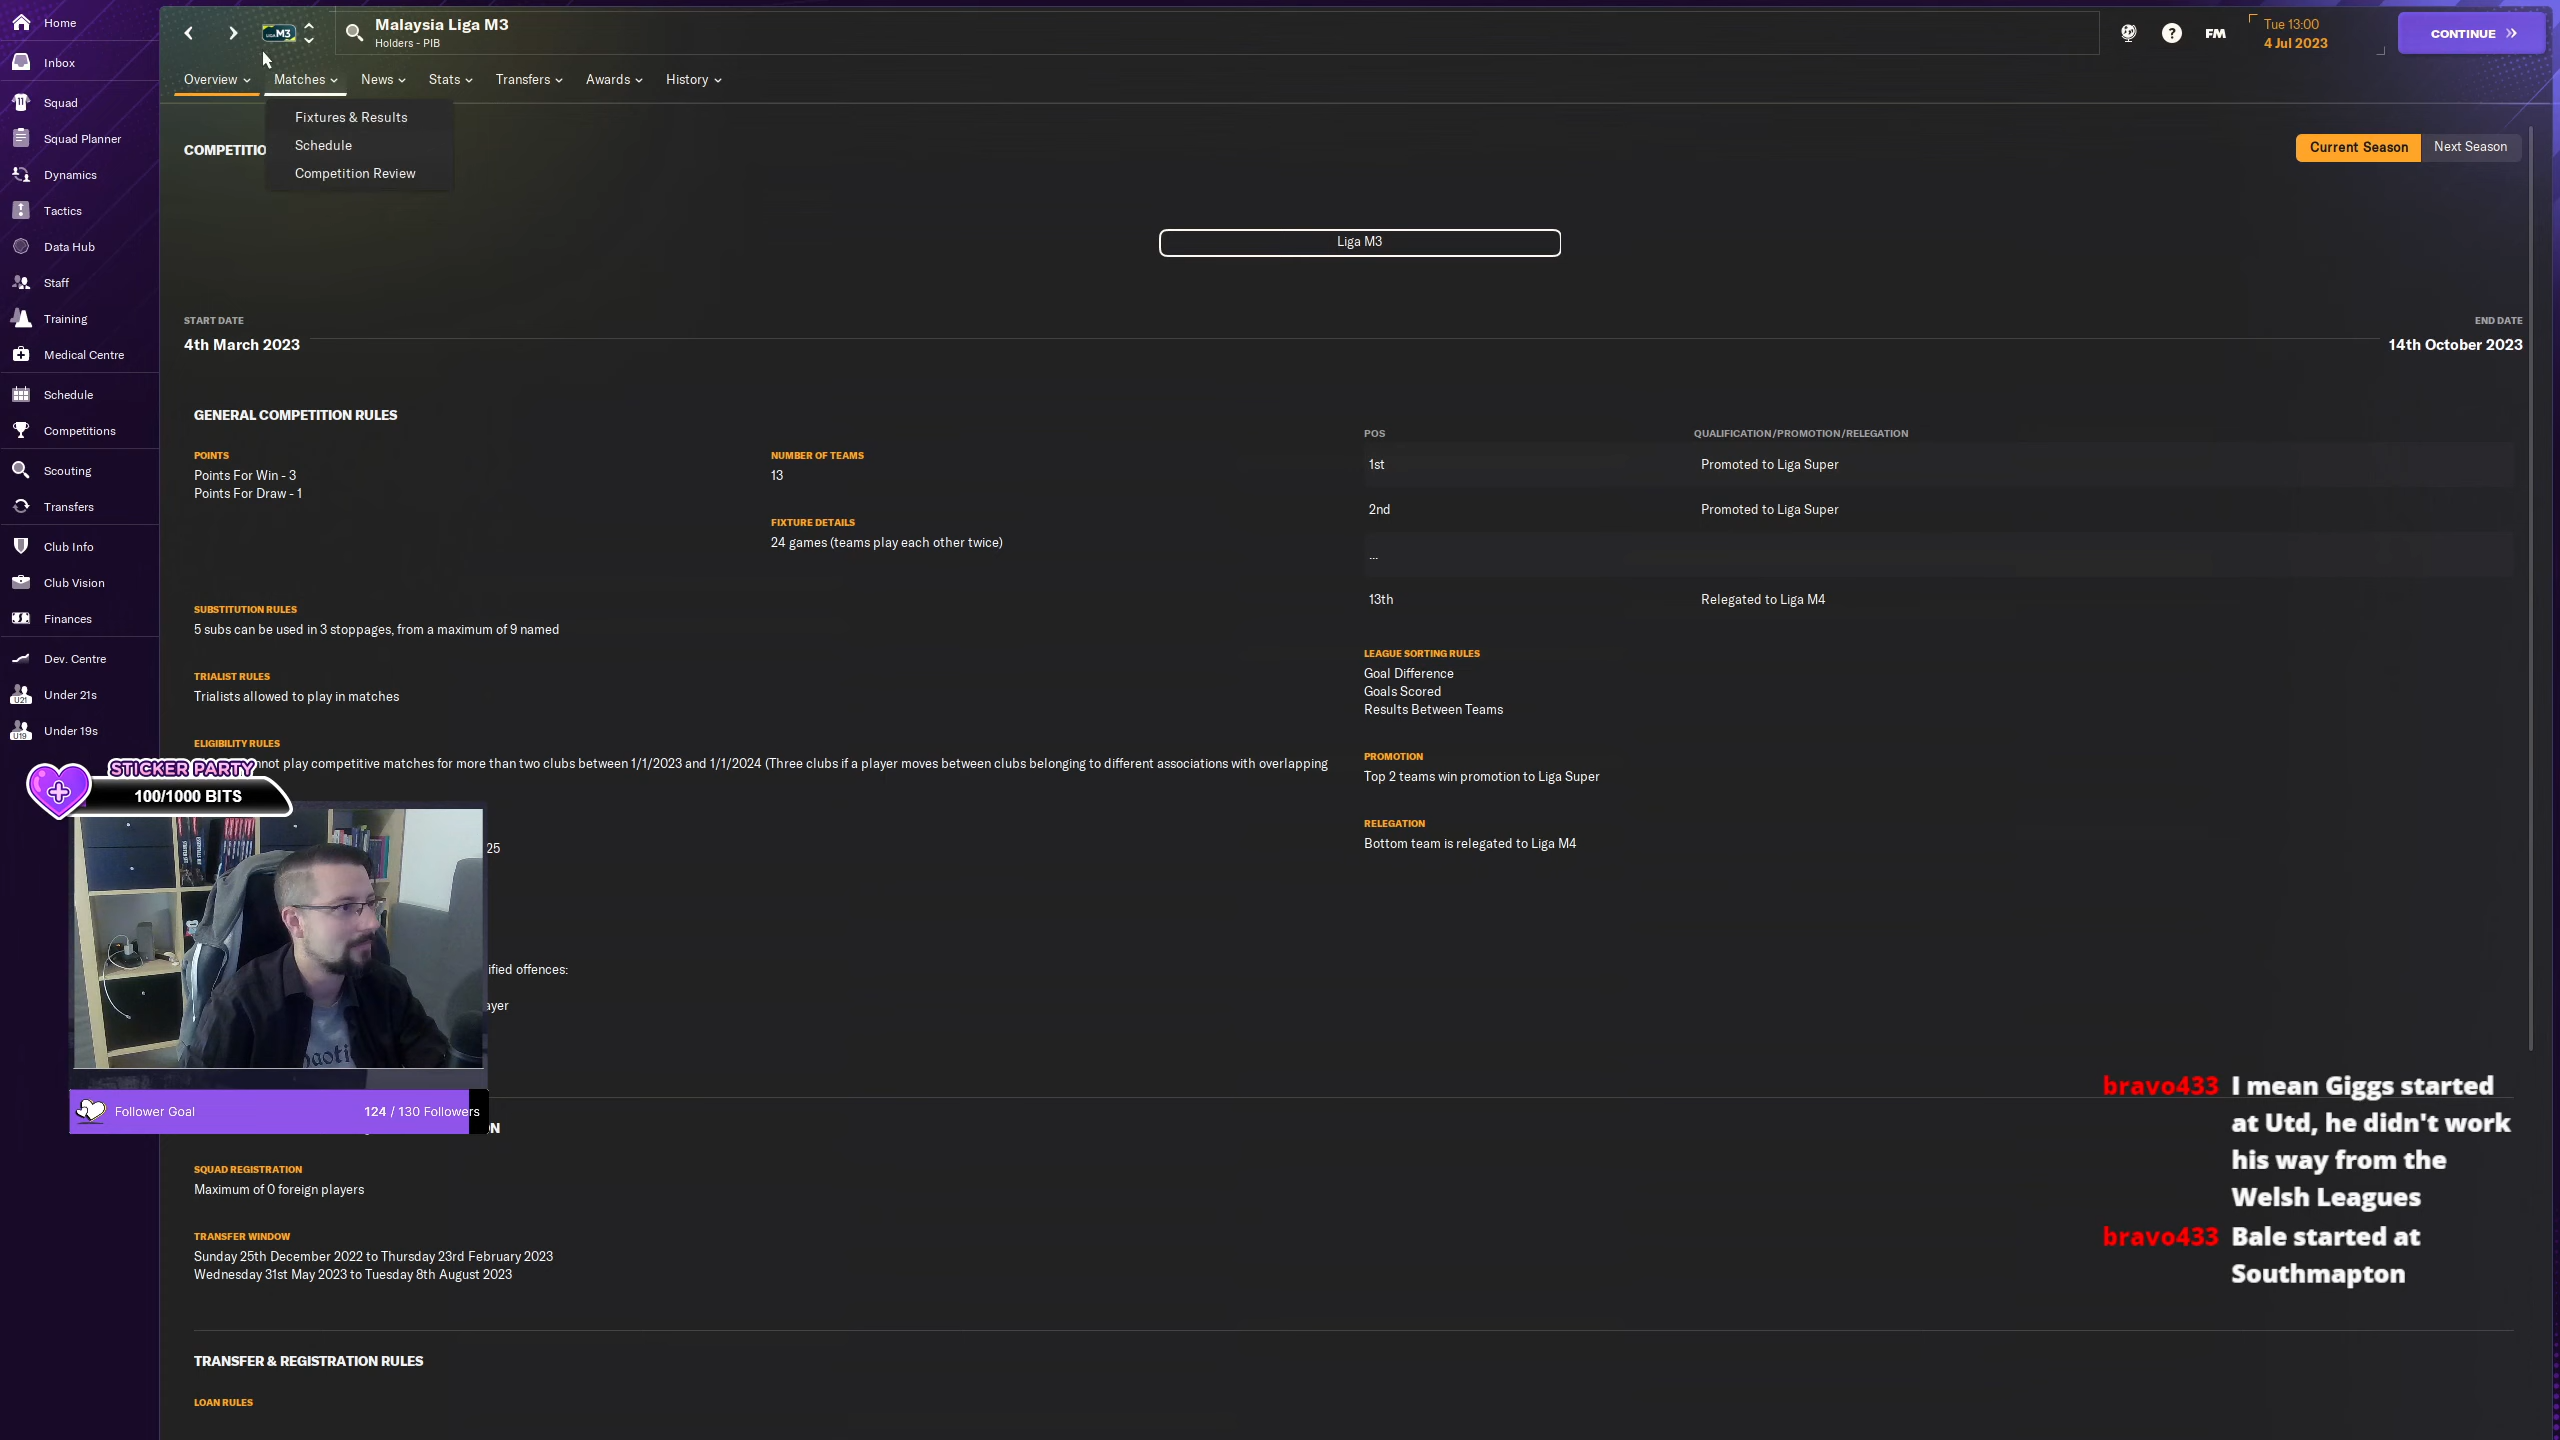 Home
Inbox
Squad
Squad Planner
Dynamics
Tactics
Data Hub
Staff
Training
Medical Centre
Schedule
Competitions
Scouting
Transfers
Club Info
Club Vision
Finances
Dev. Centre
Under 21s
Under 19s
M3
Malaysia Liga M3
Holders - PIB
FM
Tue 13:00
4 Jul 2023
CONTINUE
Overview
Matches
News
Stats
Transfers
Awards
History
Fixtures & Results
Schedule
Competition Review
COMPETITIO
Current Season
Next Season
Liga M3
START DATE
4th March 2023
END DATE
14th October 2023
GENERAL COMPETITION RULES
POINTS
Points For Win - 3
Points For Draw - 1
NUMBER OF TEAMS
13
FIXTURE DETAILS
24 games (teams play each other twice)
SUBSTITUTION RULES
5 subs can be used in 3 stoppages, from a maximum of 9 named
TRIALIST RULES
Trialists allowed to play in matches
ELIGIBILITY RULES
nnot play competitive matches for more than two clubs between 1/1/2023 and 1/1/2024 (Three clubs if a player moves between clubs belonging to different associations with overlapping
25
ified offences:
ayer
POS
QUALIFICATION/PROMOTION/RELEGATION
1st
Promoted to Liga Super
2nd
Promoted to Liga Super
...
13th
Relegated to Liga M4
LEAGUE SORTING RULES
Goal Difference
Goals Scored
Results Between Teams
PROMOTION
Top 2 teams win promotion to Liga Super
RELEGATION
Bottom team is relegated to Liga M4
STICKER PARTY
100/1000 BITS
Follower Goal
124 / 130 Followers
ON
SQUAD REGISTRATION
Maximum of 0 foreign players
TRANSFER WINDOW
Sunday 25th December 2022 to Thursday 23rd February 2023
Wednesday 31st May 2023 to Tuesday 8th August 2023
TRANSFER & REGISTRATION RULES
LOAN RULES
bravo433 I mean Giggs started
at Utd, he didn't work
his way from the
Welsh Leagues
bravo433 Bale started at
Southmapton